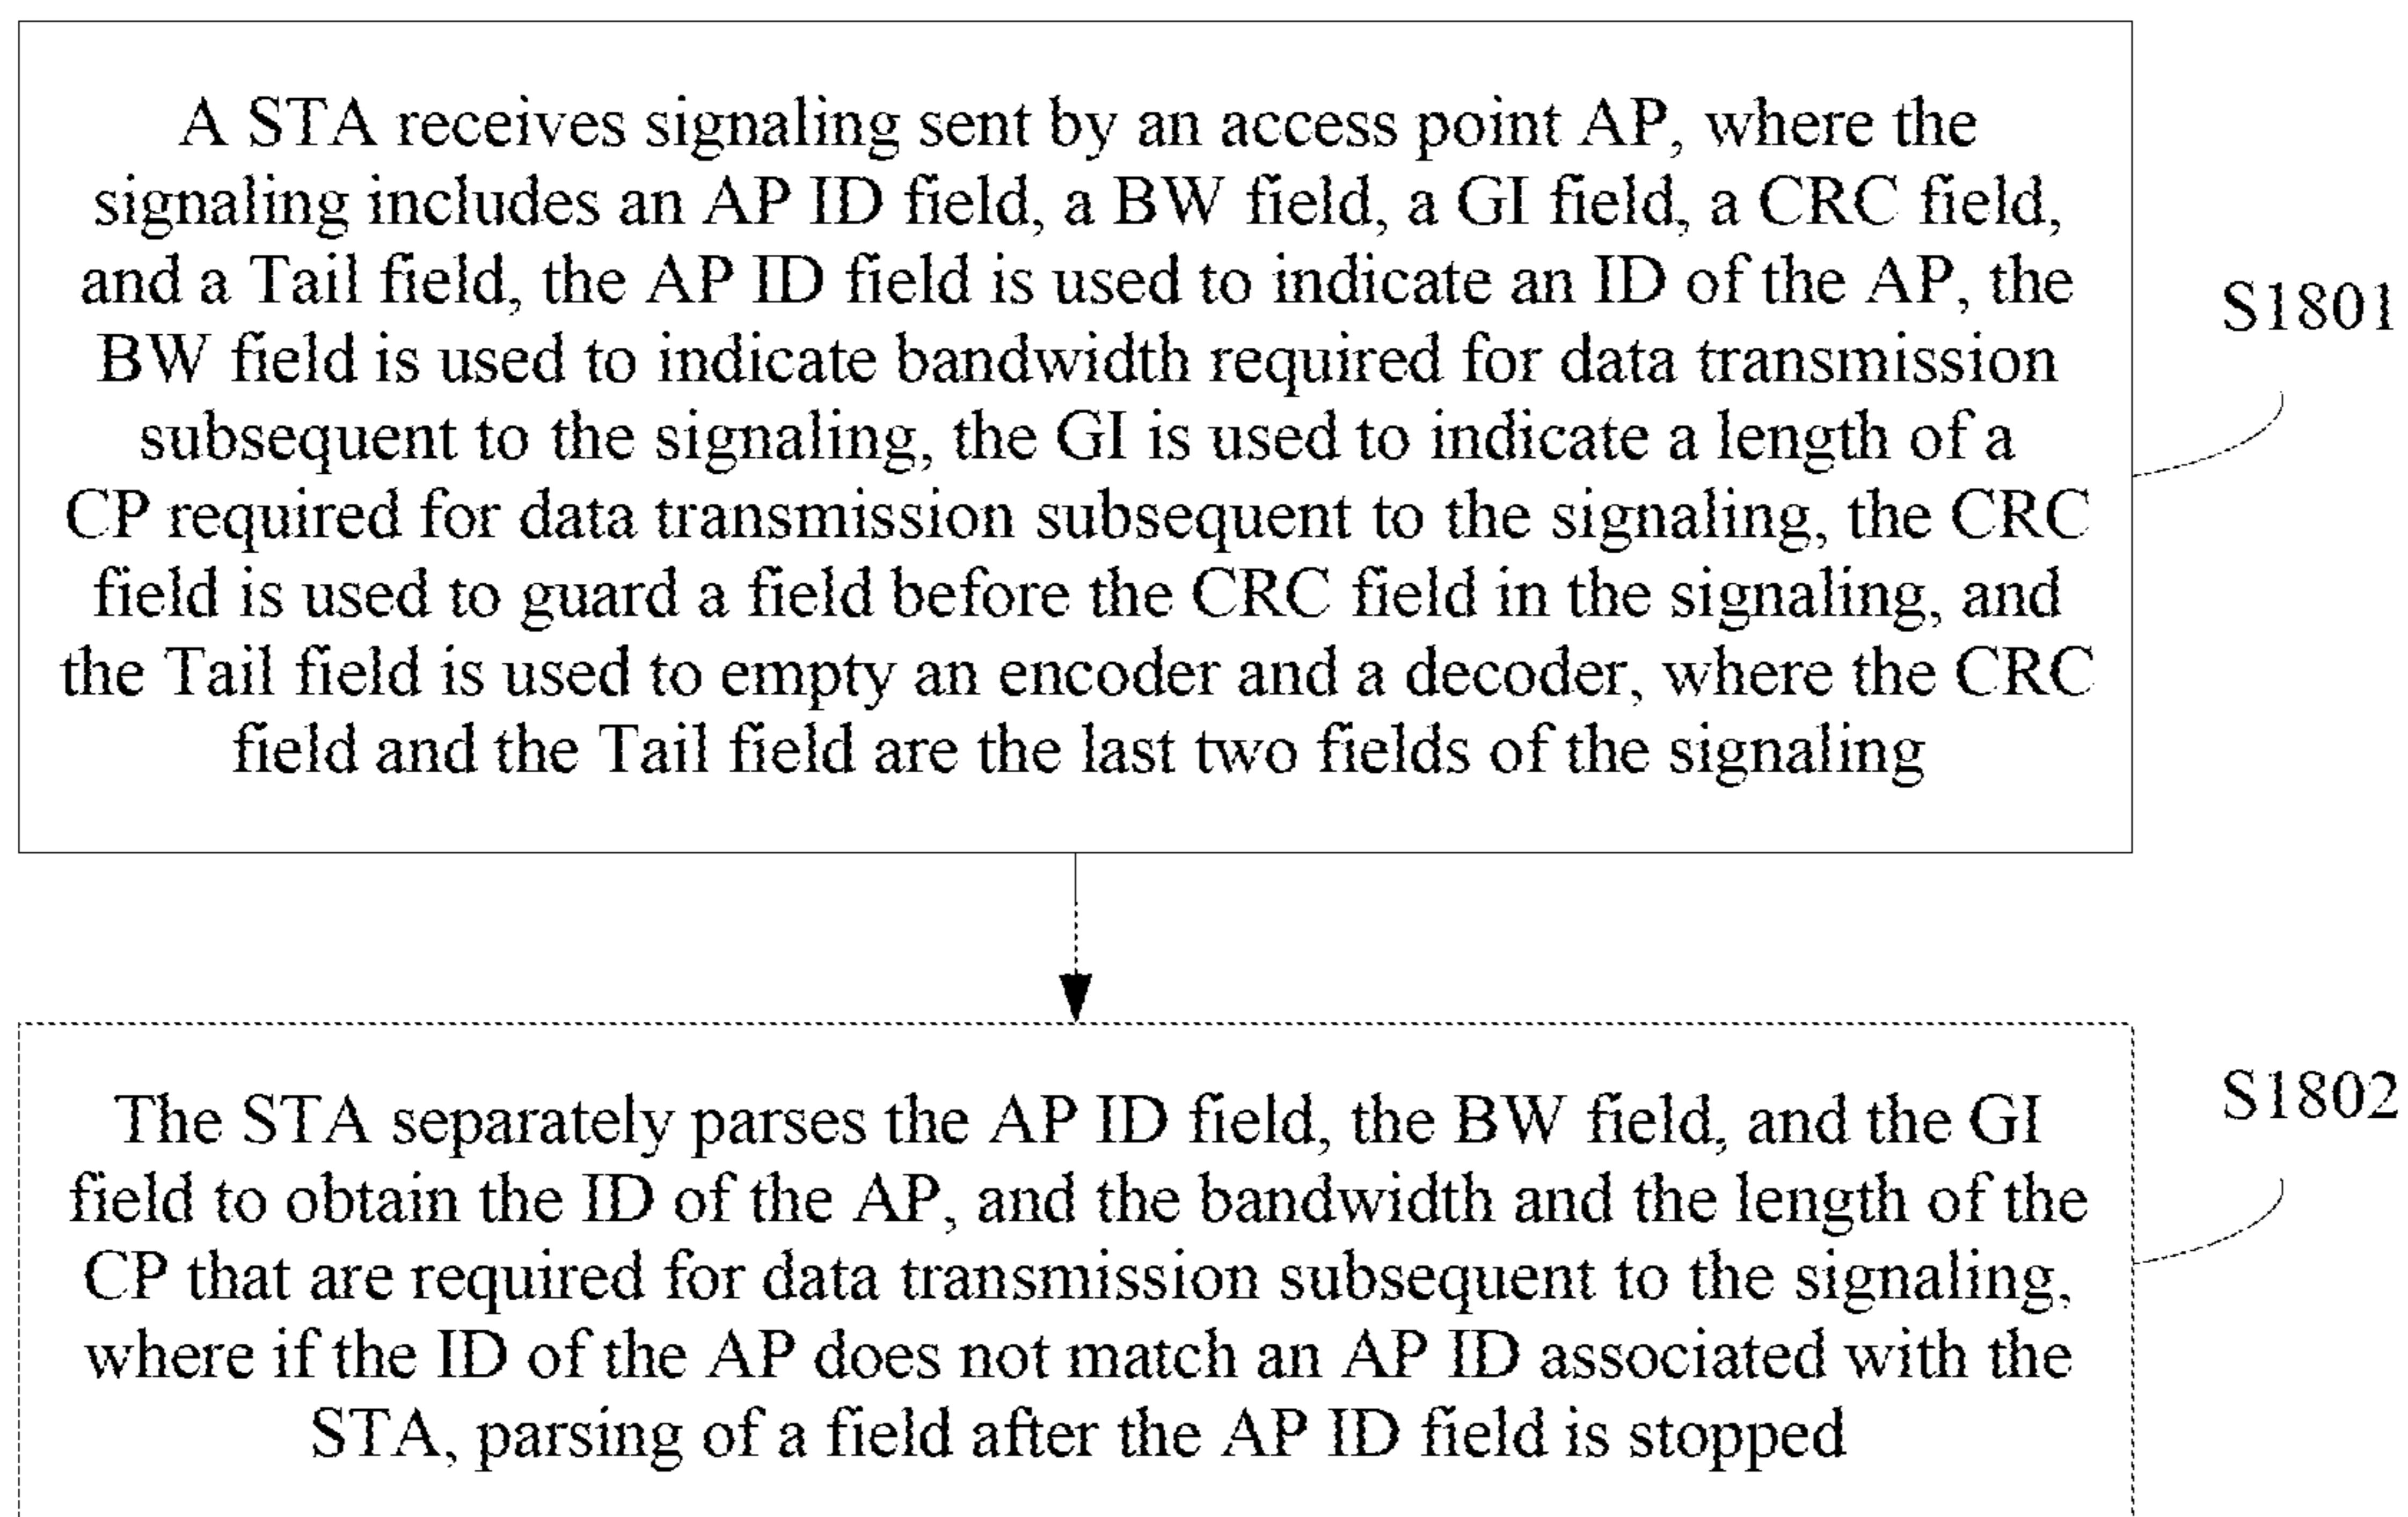 A STA receives signaling sent by an access point AP, where the
signaling includes an AP ID field, a BW field, a GI field, a CRC field,
and a Tail field, the AP ID field is used to indicate an ID of the AP, the
BW field is used to indicate bandwidth required for data transmission
subsequent to the signaling, the GI is used to indicate a length of a
CP required for data transmission subsequent to the signaling, the CRC
field is used to guard a field before the CRC field in the signaling, and
the Tail field is used to empty an encoder and a decoder, where the CRC
field and the Tail field are the last two fields of the signaling
S1801
The STA separately parses the AP ID field, the BW field, and the GI
field to obtain the ID of the AP, and the bandwidth and the length of the
CP that are required for data transmission subsequent to the signaling,
where if the ID of the AP does not match an AP ID associated with the
STA, parsing of a field after the AP ID field is stopped
S1802